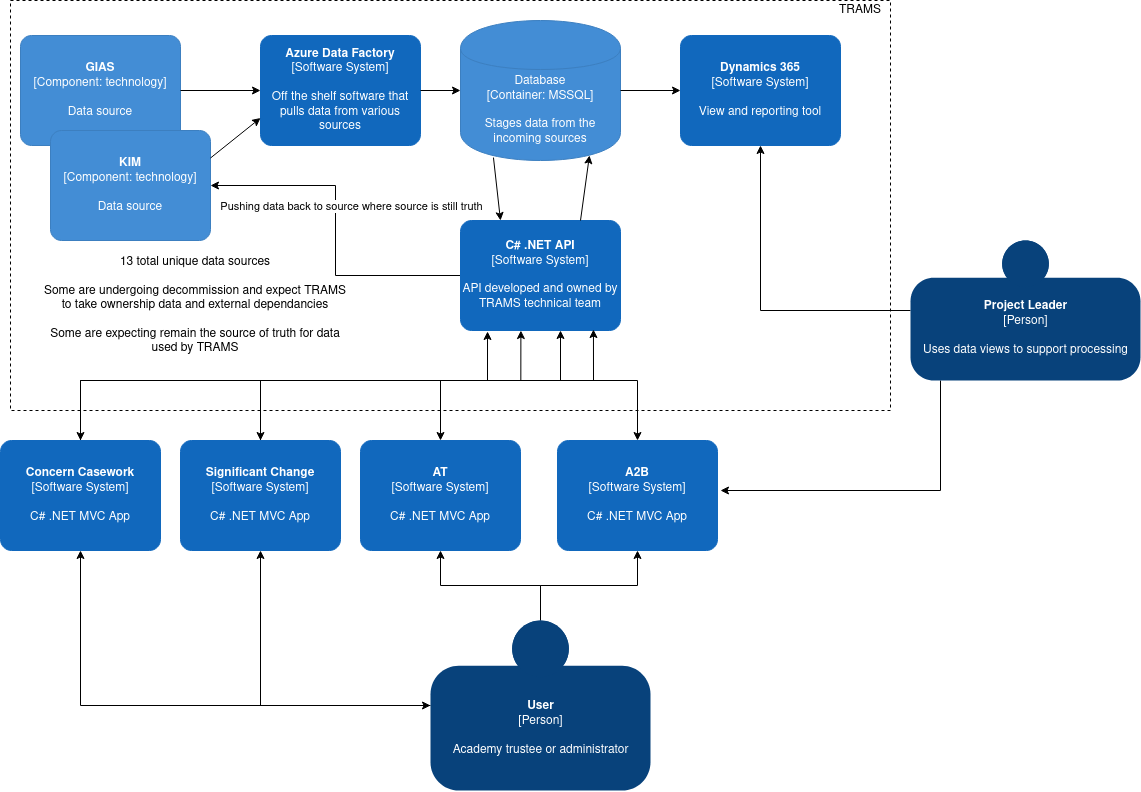 TRAMS
GIAS
[Component: technology]
Data source
KIM
[Component: technology]
Data source
Azure Data Factory
[Software System]
Off the shelf software that
pulls data from various
sources
Database
[Container: MSSQL]
Stages data from the
incoming sources
Dynamics 365
[Software System]
View and reporting tool
Pushing data back to source where source is still truth
C# .NET API
[Software System]
API developed and owned by
TRAMS technical team
13 total unique data sources
Some are undergoing decommission and expect TRAMS
to take ownership data and external dependancies
Some are expecting remain the source of truth for data
used by TRAMS
Project Leader
[Person]
Uses data views to support processing
Concern Casework
[Software System]
C# .NET MVC App
Significant Change
[Software System]
C# .NET MVC App
AT
[Software System]
C# .NET MVC App
A2B
[Software System]
C# .NET MVC App
User
[Person]
Academy trustee or administrator